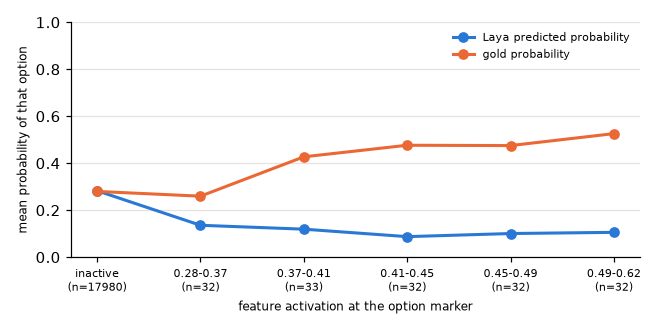 Laya predicted probability
gold probability
mean probability of that option
1.0
0.8
0.6
0.4
0.2
0.0
inactive 0.28-0.37 0.37-0.41 0.41-0.45 0.45-0.49 0.49-0.62
(n=17980) (n=32) (n=33) (n=32) (n=32) (n=32)
feature activation at the option marker